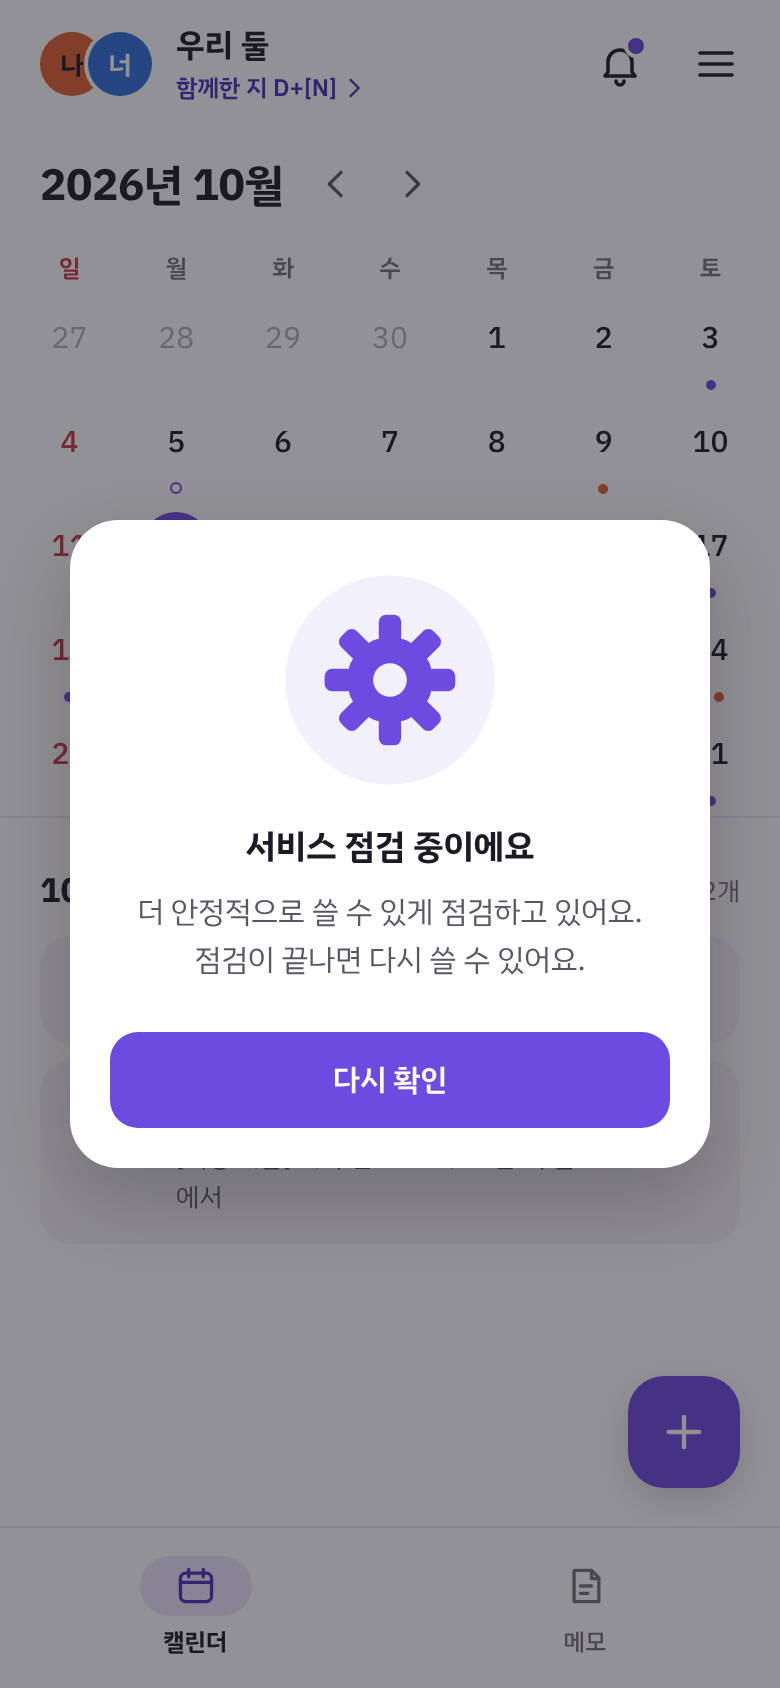 나 너 우리 둘
함께한 지 D+[N]
2026년 10월
일 월 화 수 목 금 토
27 28 29 30 1 2 3
4 5 6 7 8 9 10
서비스 점검 중이에요
더 안정적으로 쓸 수 있게 점검하고 있어요.
점검이 끝나면 다시 쓸 수 있어요.
다시 확인
에서
캘린더 메모